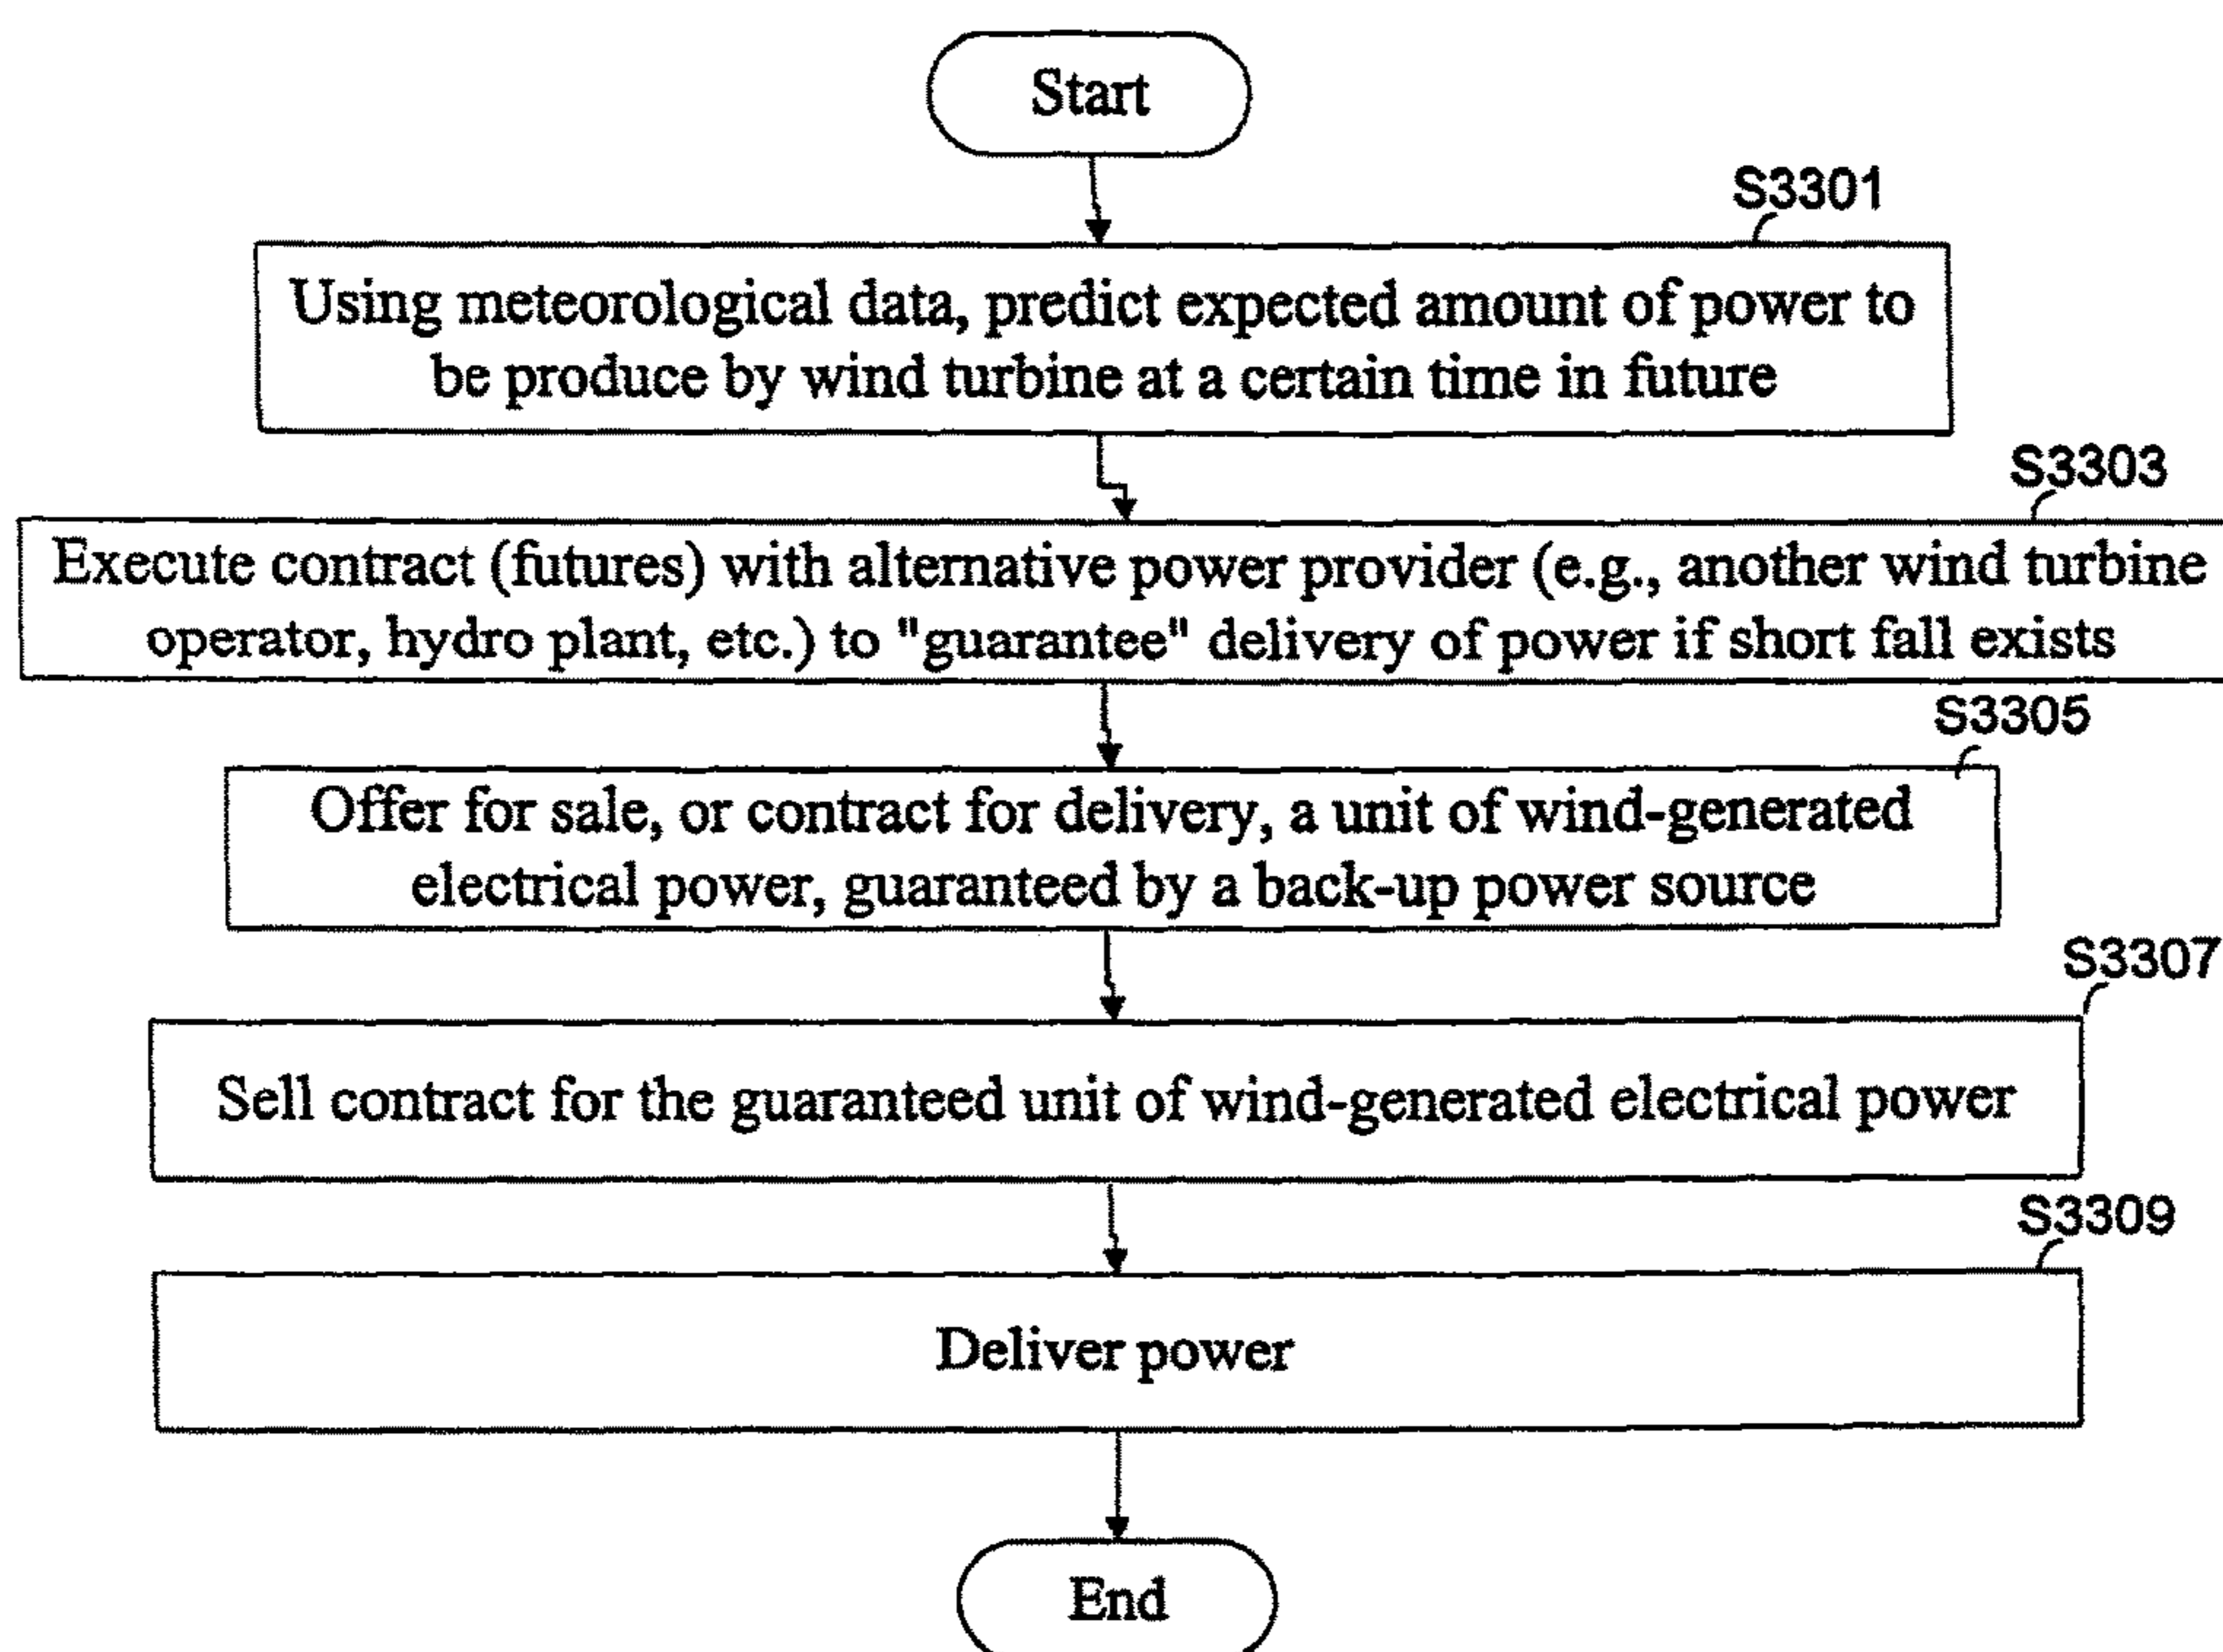 Start
S3301
Using meteorological data, predict expected amount of power to
be produce by wind turbine at a certain time in future
S3303
Execute contract (futures) with alternative power provider (e.g., another wind turbine
operator, hydro plant, etc.) to "guarantee" delivery of power if short fall exists
S3305
Offer for sale, or contract for delivery, a unit of wind-generated
electrical power, guaranteed by a back-up power source
S3307
Sell contract for the guaranteed unit of wind-generated electrical power
S3309
Deliver power
End